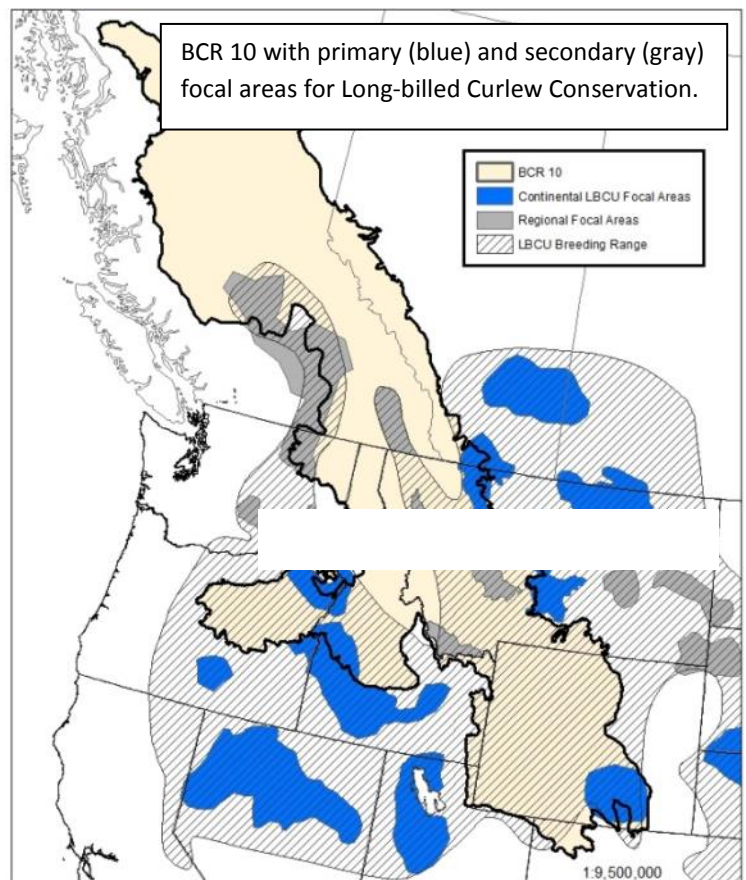 BCR 10 with primary (blue) and secondary (gray)
focal areas for Long-billed Curlew Conservation.
BCR 10
Continental LBCU Focal Areas
Regional Focal Areas
LBCU Breeding Range
1:9,500,000